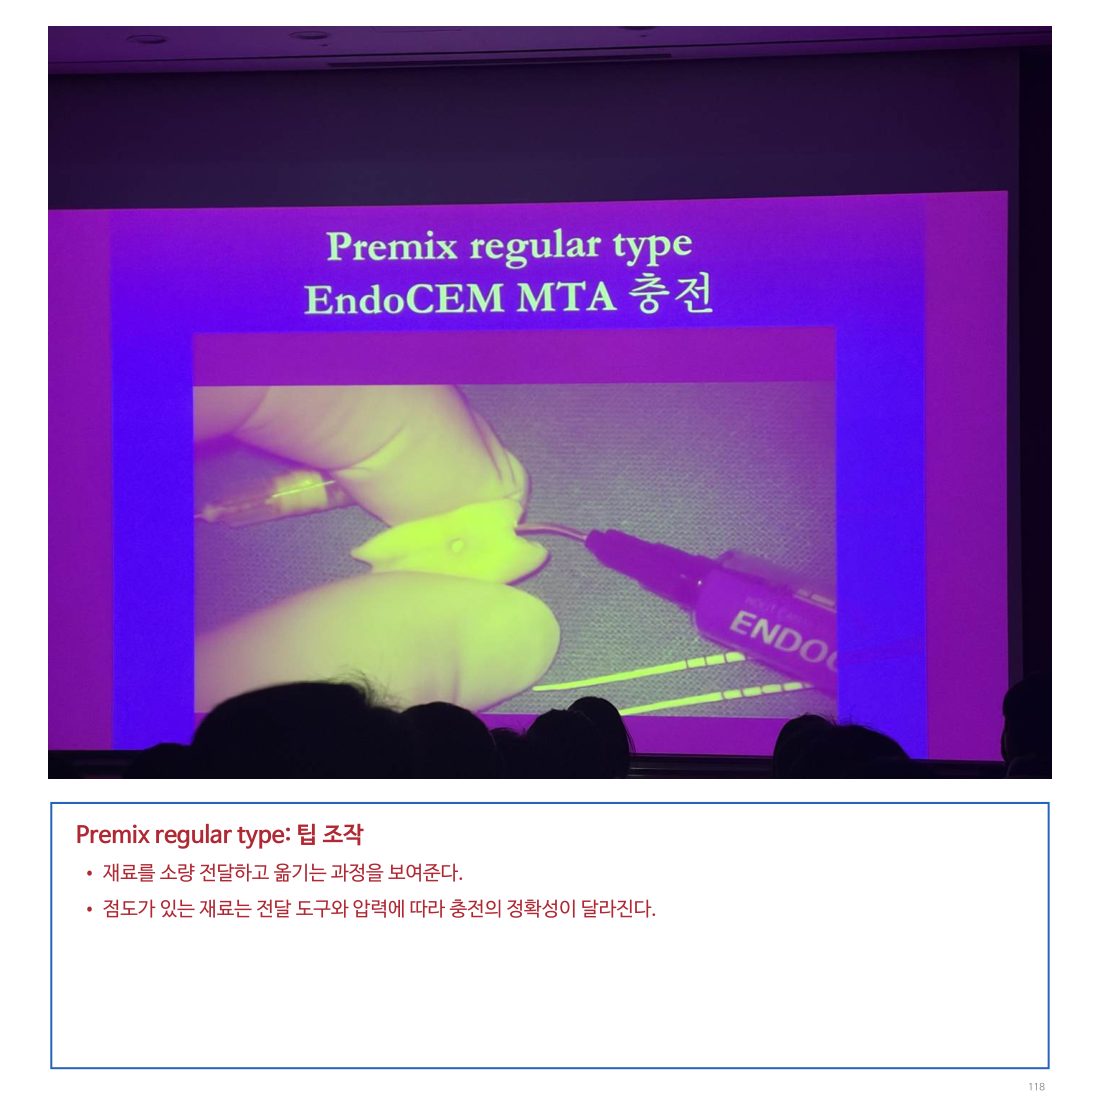 Premix regular type
EndoCEM MTA 충전
Premix regular type: 팁 조작
• 재료를 소량 전달하고 옮기는 과정을 보여준다.
• 점도가 있는 재료는 전달 도구와 압력에 따라 충전의 정확성이 달라진다.
118